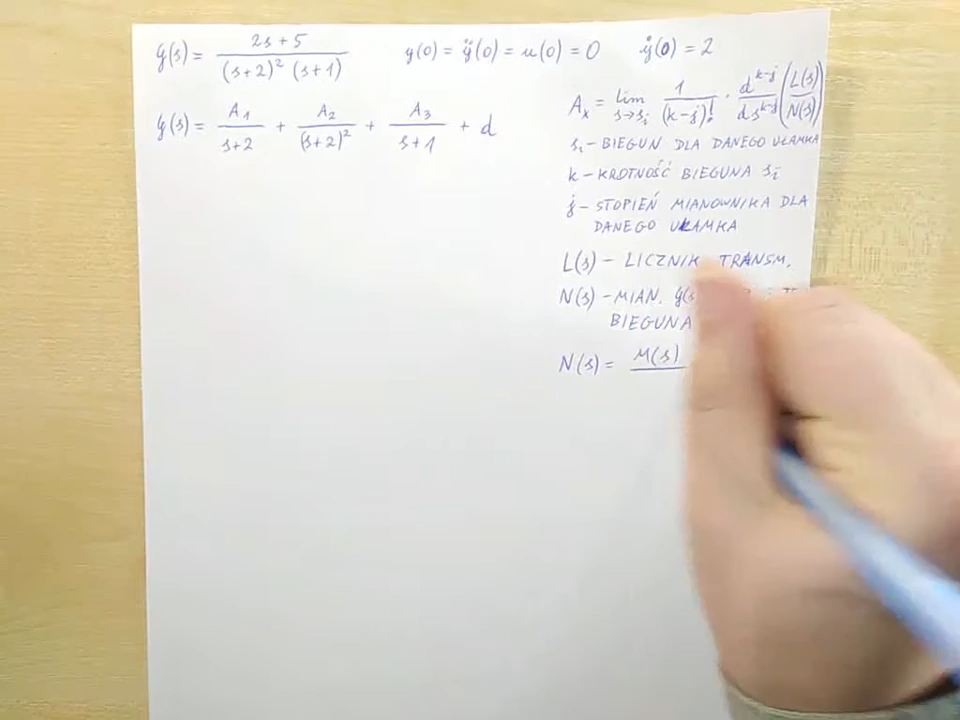 G(s) = (2s + 5) / ((s+2)² (s+1))    y(0) = ÿ(0) = u(0) = 0    ẏ(0) = 2
G(s) = A₁/(s+2) + A₂/(s+2)² + A₃/(s+1) + d
Aₓ = lim s→sᵢ 1/(k-j)! · d^(k-j)/ds^(k-j) (L(s)/N(s))
sᵢ - BIEGUN DLA DANEGO UŁAMKA
k - KROTNOŚĆ BIEGUNA sᵢ
j - STOPIEŃ MIANOWNIKA DLA
DANEGO UŁAMKA
L(s) - LICZNIK TRANSM.
N(s) - MIAN. G(s)
BIEGUNA
N(s) = M(s)